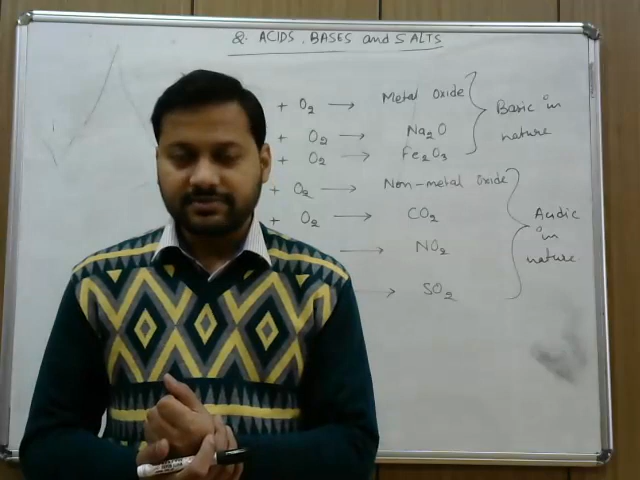 Q. ACIDS, BASES and SALTS
+ O₂ → Metal Oxide
+ O₂ → Na₂O
+ O₂ → Fe₂O₃
Basic in
nature
+ O₂ → Non-metal Oxide
+ O₂ → CO₂
→ NO₂
→ SO₂
Acidic
in
nature